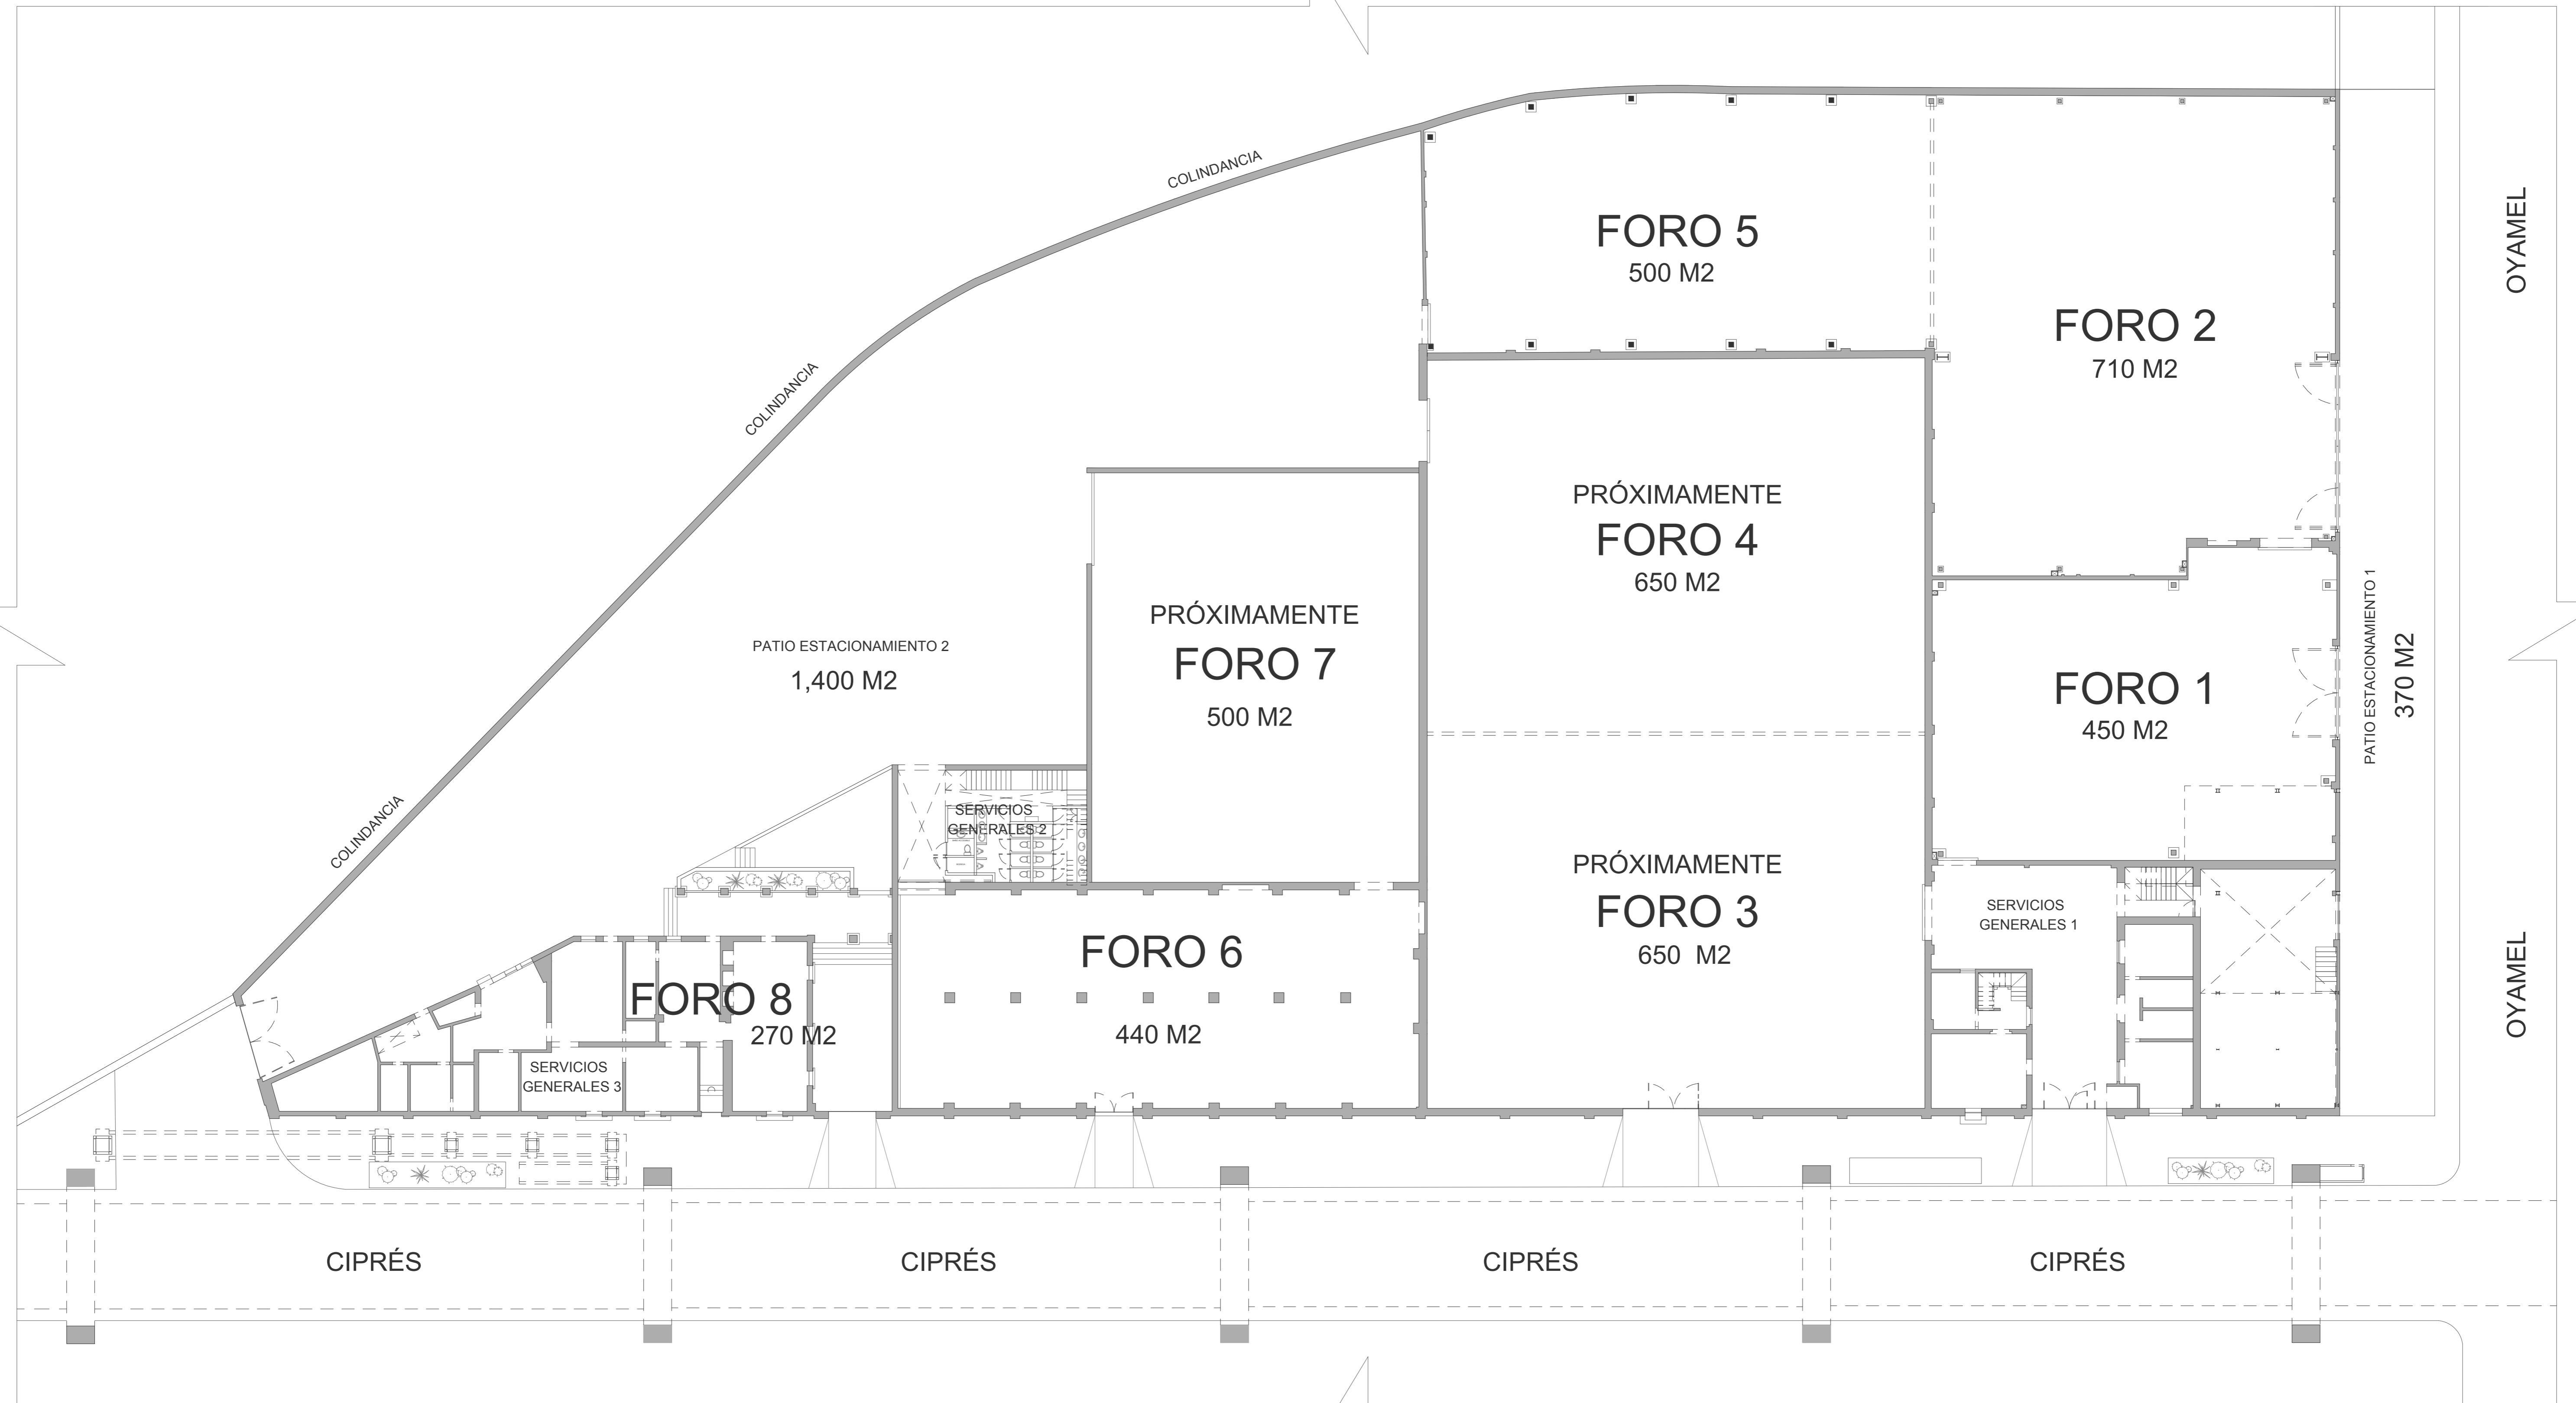 COLINDANCIA
COLINDANCIA
COLINDANCIA
FORO 5
500 M2
FORO 2
710 M2
OYAMEL
PRÓXIMAMENTE
FORO 4
650 M2
PRÓXIMAMENTE
FORO 7
500 M2
PATIO ESTACIONAMIENTO 2
1,400 M2
FORO 1
450 M2
PATIO ESTACIONAMIENTO 1
370 M2
SERVICIOS
GENERALES 2
PRÓXIMAMENTE
FORO 3
650 M2
SERVICIOS
GENERALES 1
FORO 6
440 M2
FORO 8
270 M2
SERVICIOS
GENERALES 3
OYAMEL
CIPRÉS
CIPRÉS
CIPRÉS
CIPRÉS